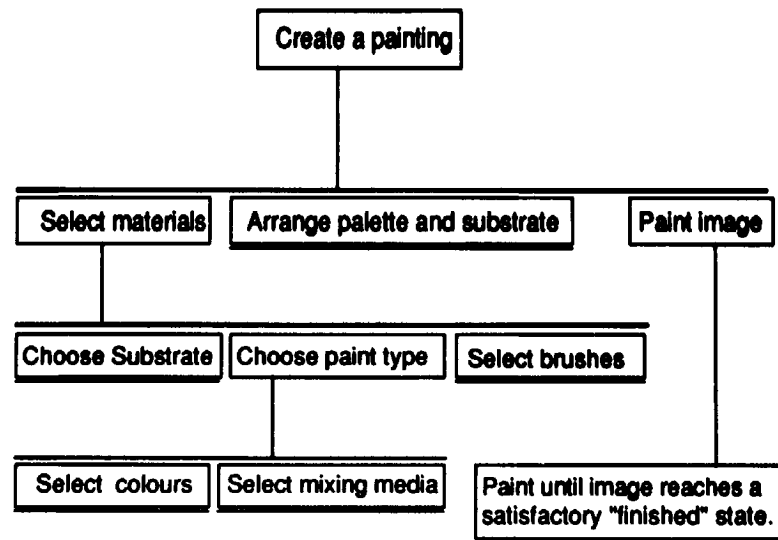 Create a painting
Select materials
Arrange palette and substrate
Paint image
Choose Substrate
Choose paint type
Select brushes
Select colours
Select mixing media
Paint until image reaches a
satisfactory "finished" state.